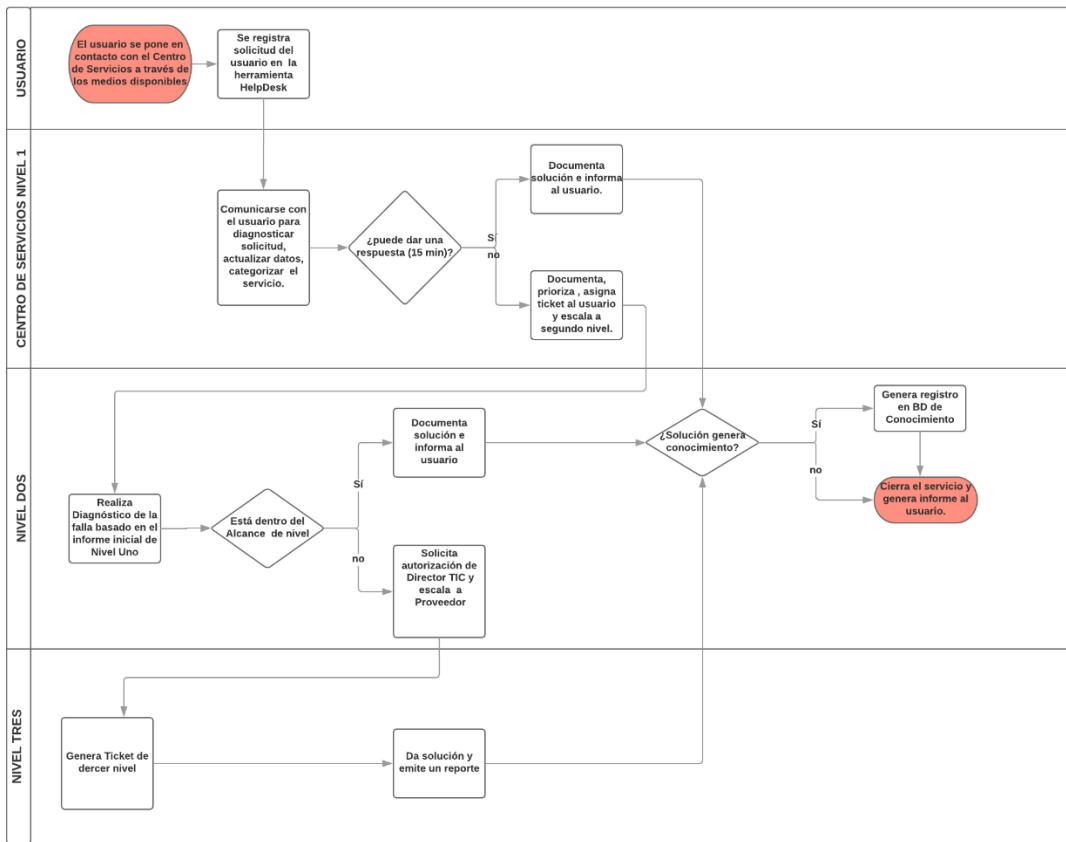 USUARIO
El usuario se pone en
contacto con el Centro
de Servicios a través de
los medios disponibles
Se registra
solicitud del
usuario en la
herramienta
HelpDesk
CENTRO DE SERVICIOS NIVEL 1
Comunicarse con
el usuario para
diagnosticar
solicitud,
actualizar datos,
categorizar el
servicio.
¿puede dar una
respuesta (15 min)?
Sí
no
Documenta
solución e informa
al usuario.
Documenta,
prioriza , asigna
ticket al usuario
y escala a
segundo nivel.
NIVEL DOS
Realiza
Diagnóstico de la
falla basado en el
informe inicial de
Nivel Uno
Está dentro del
Alcance de nivel
Sí
no
Documenta
solución e
informa al
usuario
Solicita
autorización de
Director TIC y
escala a
Proveedor
¿Solución genera
conocimiento?
Sí
no
Genera registro
en BD de
Conocimiento
Cierra el servicio y
genera informe al
usuario.
NIVEL TRES
Genera Ticket de
dercer nivel
Da solución y
emite un reporte